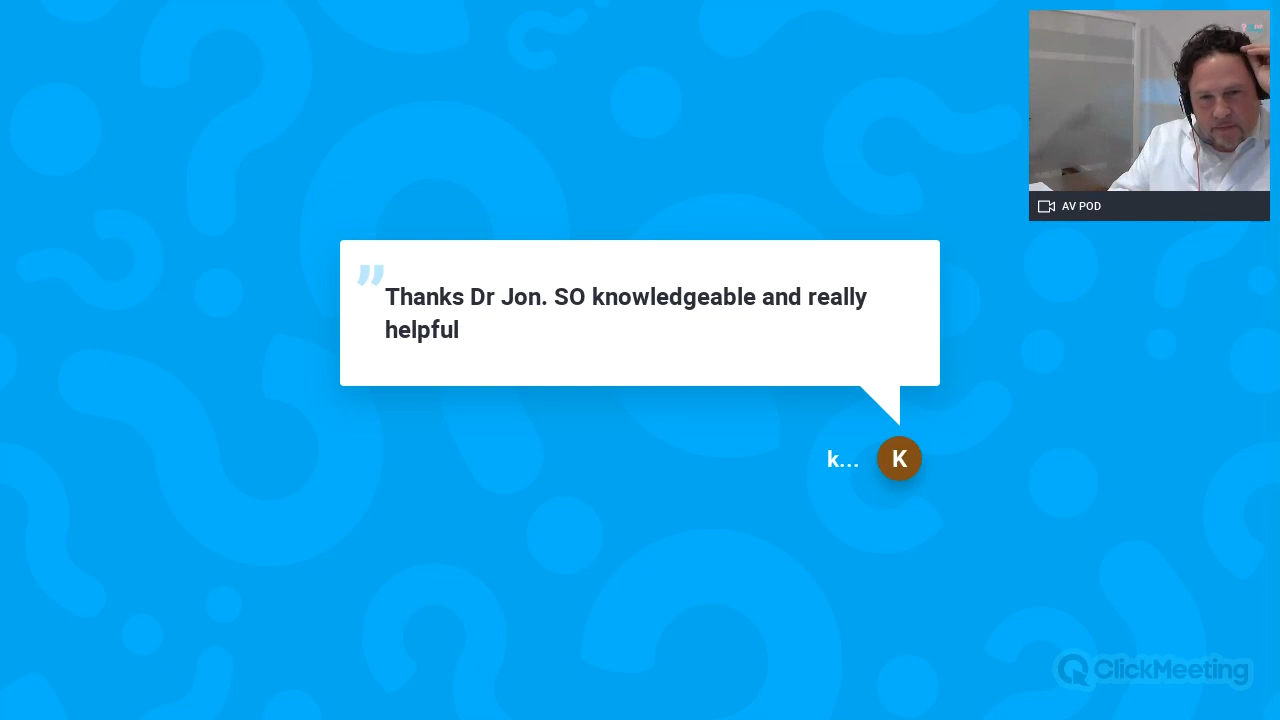 AV POD
”
Thanks Dr Jon. SO knowledgeable and really
helpful
k...
K
ClickMeeting